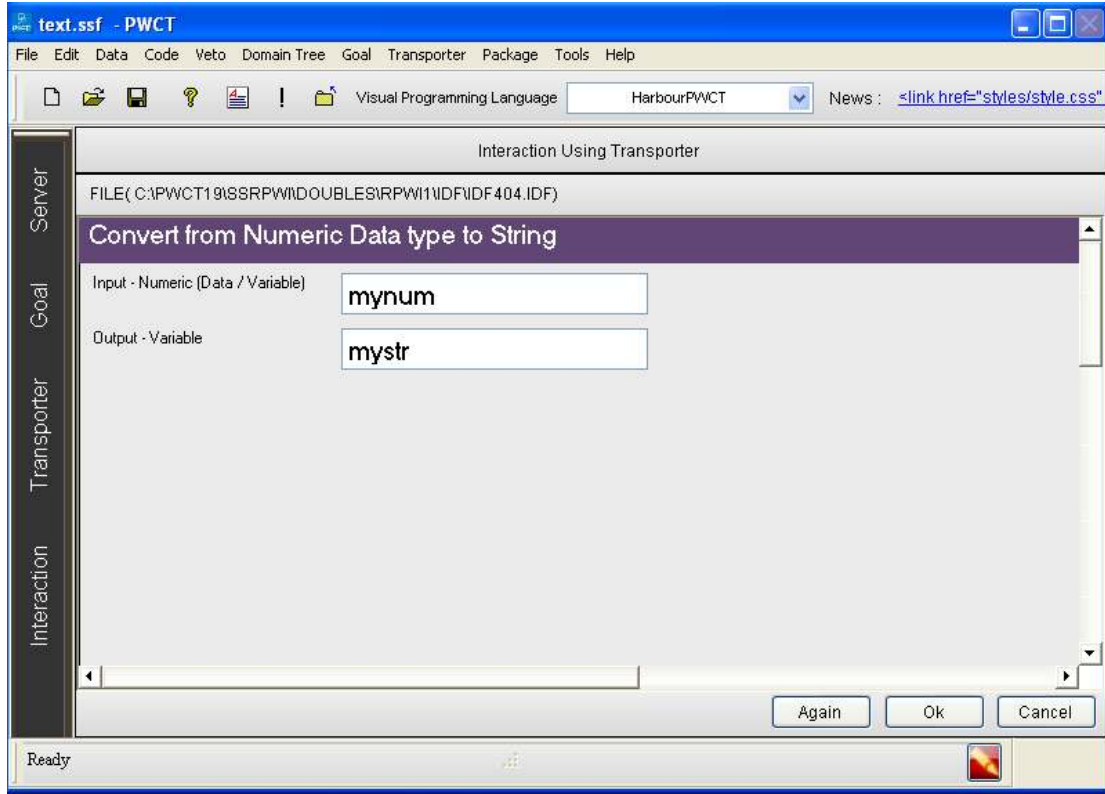 text.ssf - PWCT
File Edit Data Code Veto Domain Tree Goal Transporter Package Tools Help
Visual Programming Language HarbourPWCT News : <link href="styles/style.css"
Interaction Using Transporter
FILE( C:\PWCT19\SSRPWI\DOUBLES\RPWI1\IDF\IDF404.IDF)
Server
Goal
Transporter
Interaction
Convert from Numeric Data type to String
Input - Numeric (Data / Variable) mynum
Output - Variable mystr
Again Ok Cancel
Ready